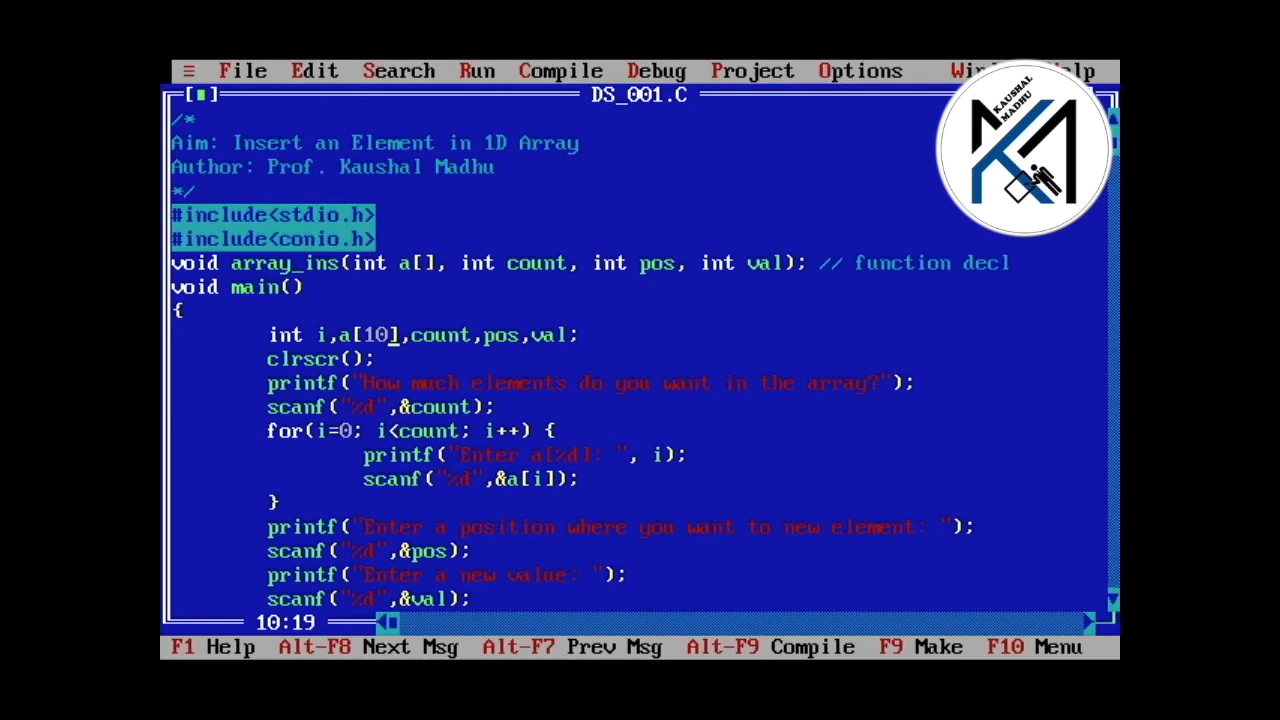 ≡ File Edit Search Run Compile Debug Project Options
KAUSHAL
MADHU
[■] DS_001.C
/*
Aim: Insert an Element in 1D Array
Author: Prof. Kaushal Madhu
*/
#include<stdio.h>
#include<conio.h>
void array_ins(int a[], int count, int pos, int val); // function decl
void main()
{
int i,a[10],count,pos,val;
clrscr();
printf("How much elements do you want in the array?");
scanf("%d",&count);
for(i=0; i<count; i++) {
printf("Enter a[%d]: ", i);
scanf("%d",&a[i]);
}
printf("Enter a position where you want to new element: ");
scanf("%d",&pos);
printf("Enter a new value: ");
scanf("%d",&val);
10:19
F1 Help Alt-F8 Next Msg Alt-F7 Prev Msg Alt-F9 Compile F9 Make F10 Menu